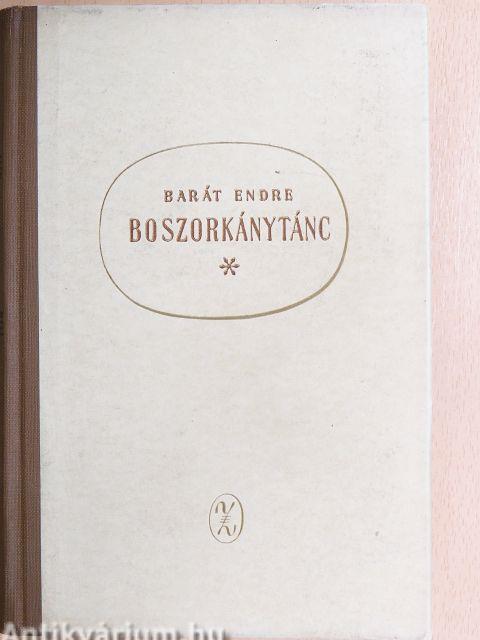 BARÁT ENDRE
BOSZORKÁNYTÁNC
Antikvárium.hu